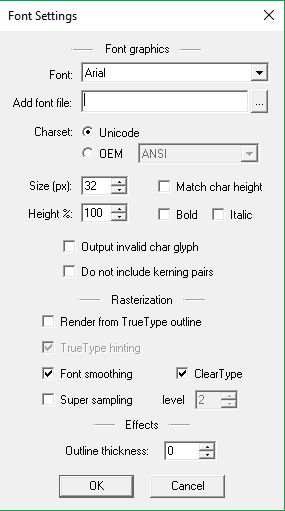 Font Settings
Font graphics
Font: Arial
Add font file: ...
Charset: Unicode
OEM ANSI
Size (px): 32 Match char height
Height %: 100 Bold Italic
Output invalid char glyph
Do not include kerning pairs
Rasterization
Render from TrueType outline
TrueType hinting
Font smoothing ClearType
Super sampling level 2
Effects
Outline thickness: 0
OK Cancel